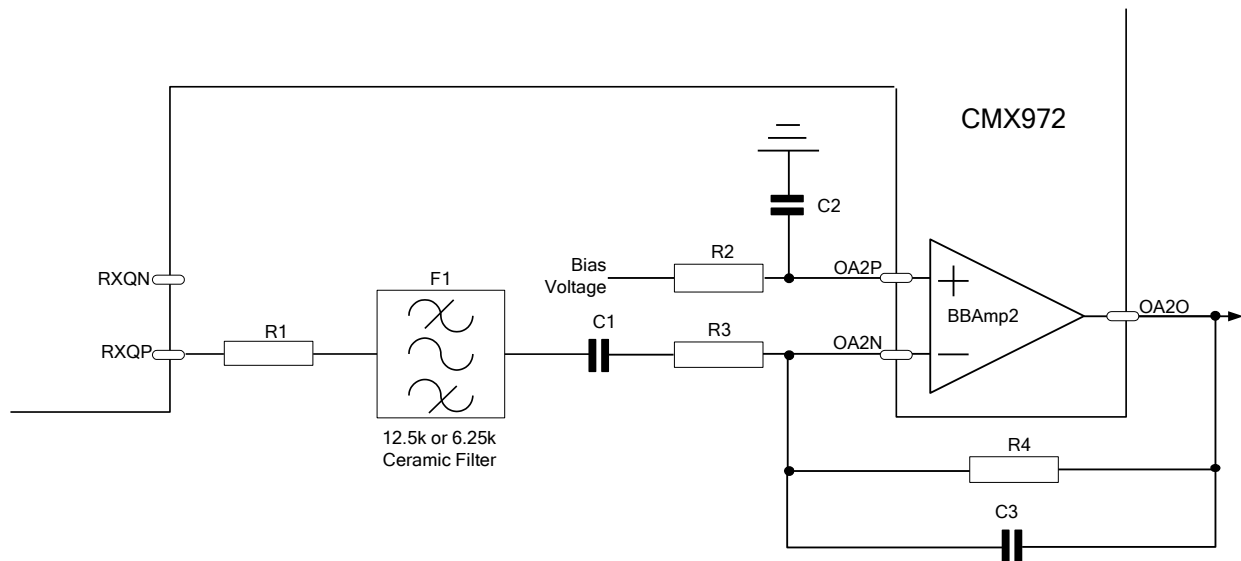 CMX972
C2
R2
Bias
Voltage
OA2P
RXQN
F1
BBAmp2
OA2O
C1
R3
OA2N
R1
RXQP
12.5k or 6.25k
Ceramic Filter
R4
C3